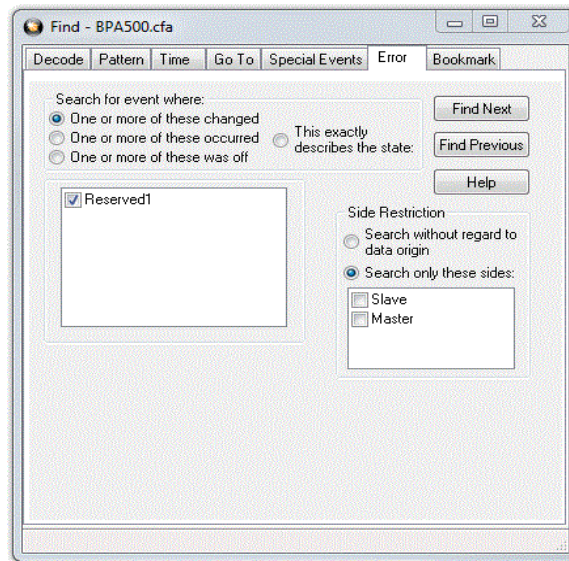 Find - BPA500.cfa
Decode Pattern Time Go To Special Events Error Bookmark
Search for event where:
One or more of these changed
One or more of these occurred
One or more of these was off
This exactly
describes the state:
Find Next
Find Previous
Help
Reserved1
Side Restriction
Search without regard to
data origin
Search only these sides:
Slave
Master